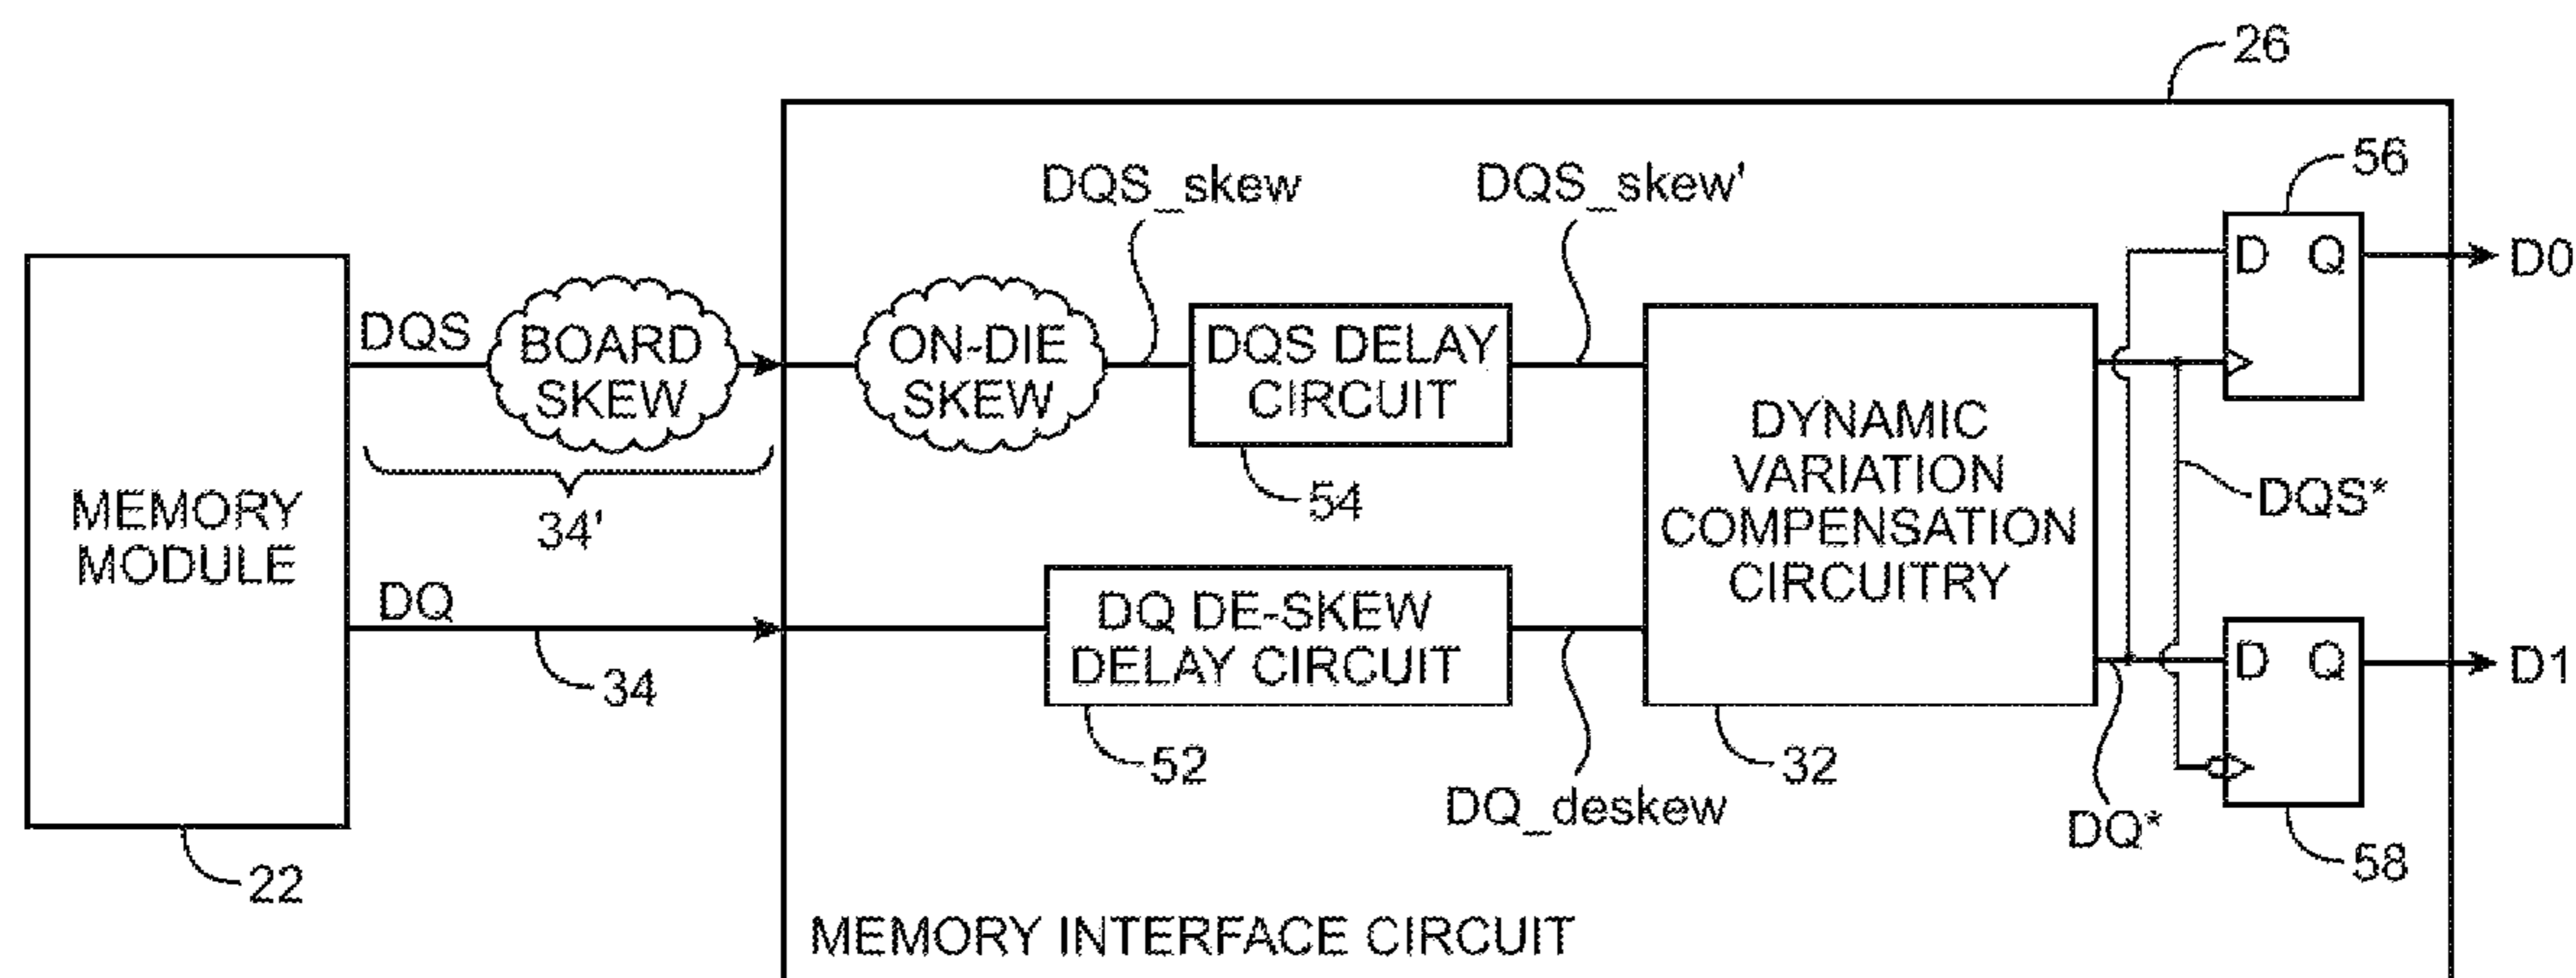 26
56
DQS_skew
DQS_skew'
D Q
D0
DQS
BOARD
SKEW
ON-DIE
SKEW
DQS DELAY
CIRCUIT
DYNAMIC
VARIATION
COMPENSATION
CIRCUITRY
MEMORY
MODULE
34'
54
DQS*
DQ
DQ DE-SKEW
DELAY CIRCUIT
D Q
D1
34
52
32
DQ_deskew
DQ*
58
22
MEMORY INTERFACE CIRCUIT